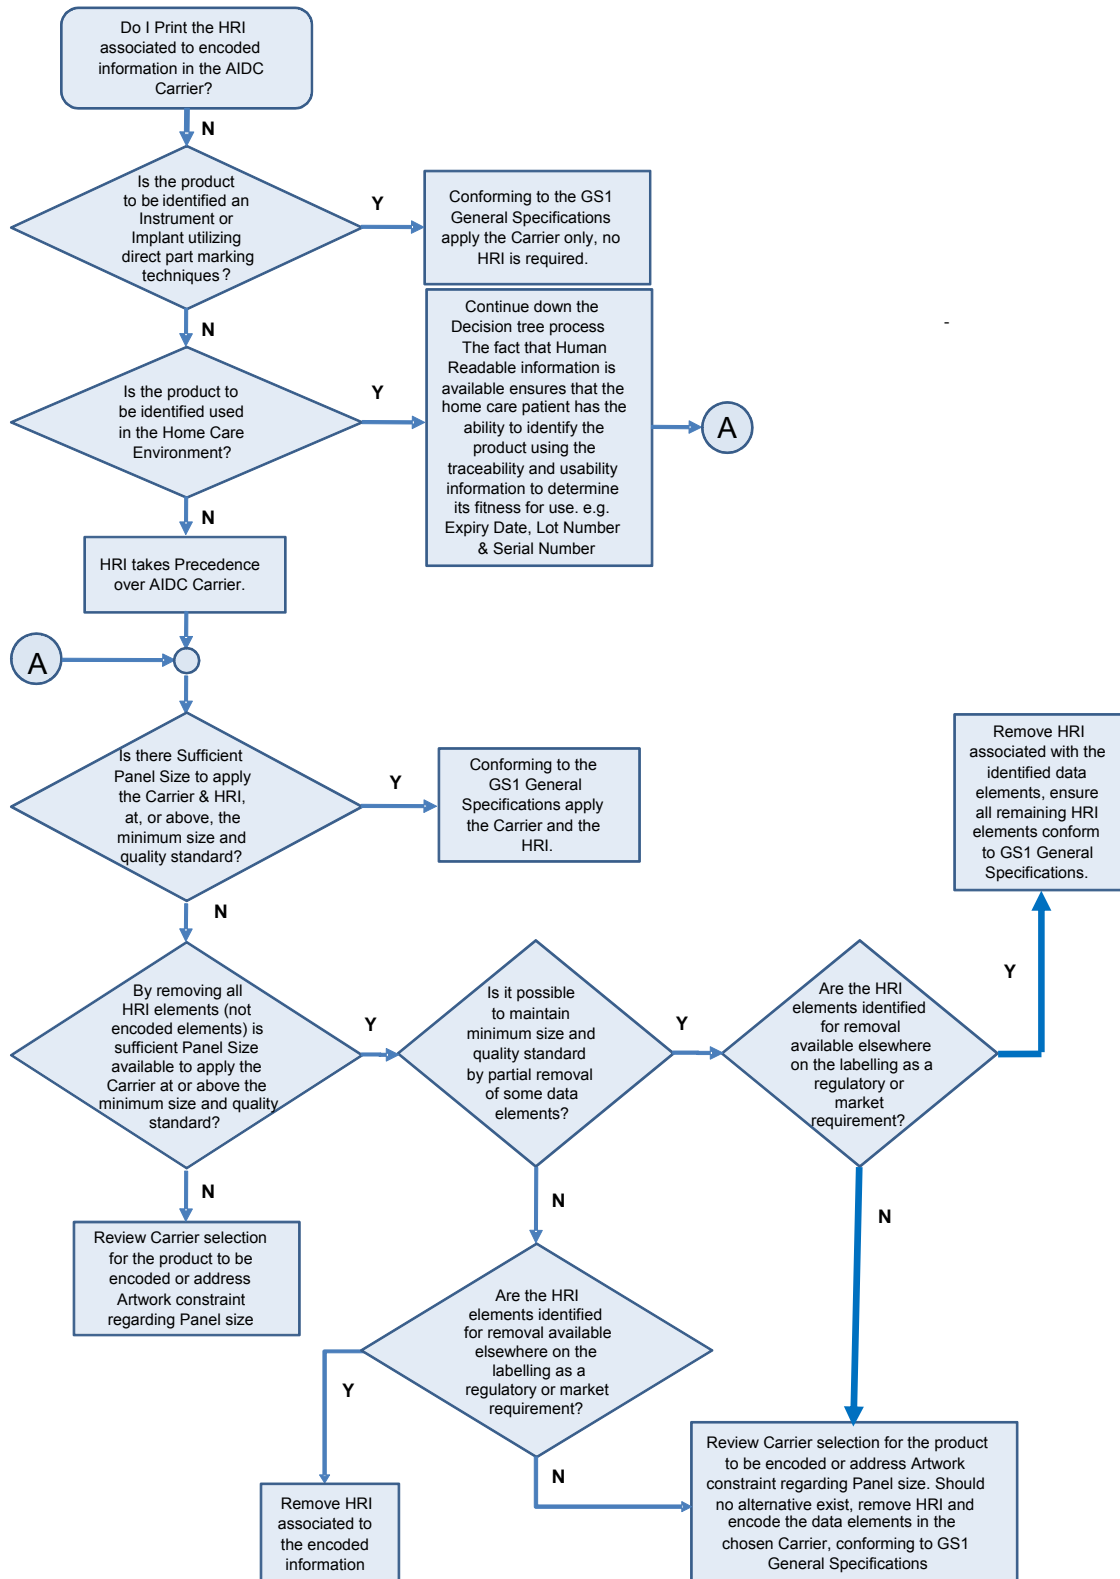 Do I Print the HRI
associated to encoded
information in the AIDC
Carrier?
N
Is the product
to be identified an
Instrument or
Implant utilizing
direct part marking
techniques ?
Y
Conforming to the GS1
General Specifications
apply the Carrier only, no
HRI is required.
N
Is the product to
be identified used
in the Home Care
Environment?
Y
Continue down the
Decision tree process
The fact that Human
Readable information is
available ensures that the
home care patient has the
ability to identify the
product using the
traceability and usability
information to determine
its fitness for use. e.g.
Expiry Date, Lot Number
& Serial Number
A
-
N
HRI takes Precedence
over AIDC Carrier.
A
Is there Sufficient
Panel Size to apply
the Carrier & HRI,
at, or above, the
minimum size and
quality standard?
Y
Conforming to the
GS1 General
Specifications apply
the Carrier and the
HRI.
N
By removing all
HRI elements (not
encoded elements) is
sufficient Panel Size
available to apply the
Carrier at or above the
minimum size and quality
standard?
Y
Is it possible
to maintain
minimum size and
quality standard
by partial removal
of some data
elements?
Y
Are the HRI
elements identified
for removal
available elsewhere
on the labelling as a
regulatory or
market
requirement?
Y
Remove HRI
associated with the
identified data
elements, ensure
all remaining HRI
elements conform
to GS1 General
Specifications.
N
Review Carrier selection
for the product to be
encoded or address
Artwork constraint
regarding Panel size
N
Are the HRI
elements identified
for removal available
elsewhere on the
labelling as a
regulatory or market
requirement?
Y
Remove HRI
associated to
the encoded
information
N
N
Review Carrier selection for the product
to be encoded or address Artwork
constraint regarding Panel size. Should
no alternative exist, remove HRI and
encode the data elements in the
chosen Carrier, conforming to GS1
General Specifications